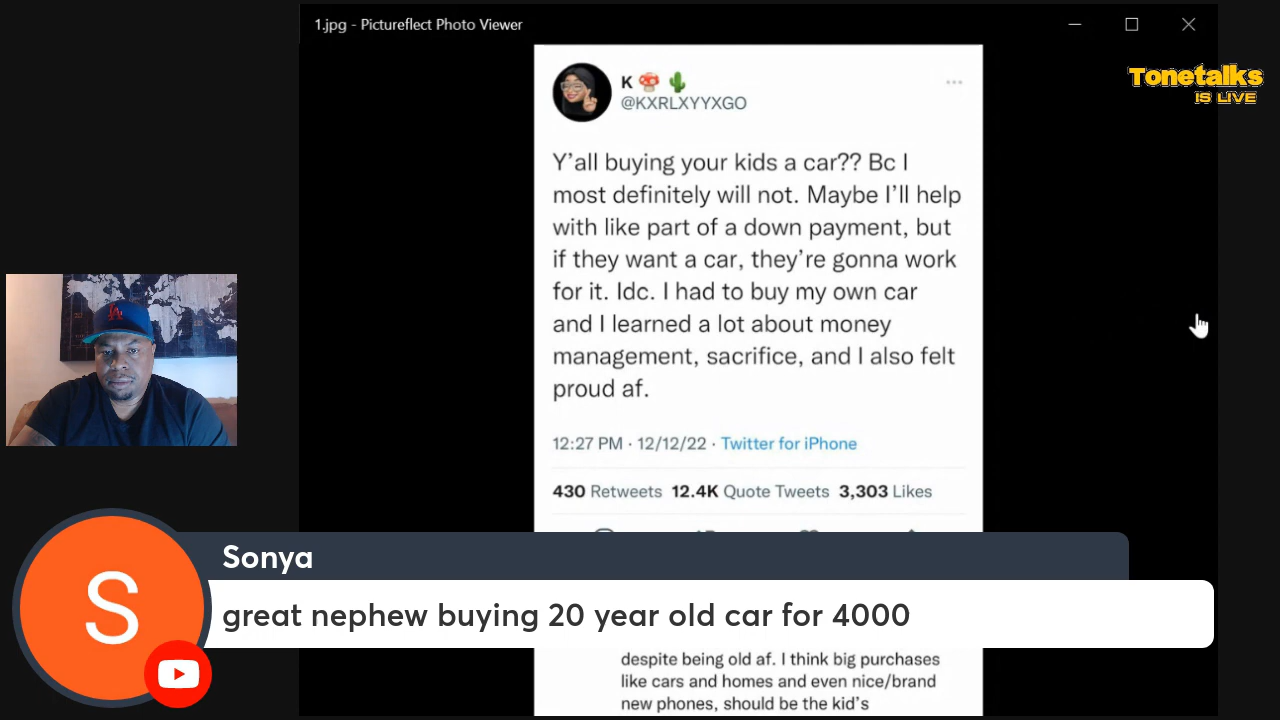 1.jpg - Pictureflect Photo Viewer
Tonetalks
IS LIVE
K 🍄 🌵
@KXRLXYYXGO
Y'all buying your kids a car?? Bc I
most definitely will not. Maybe I'll help
with like part of a down payment, but
if they want a car, they're gonna work
for it. Idc. I had to buy my own car
and I learned a lot about money
management, sacrifice, and I also felt
proud af.
12:27 PM · 12/12/22 · Twitter for iPhone
430 Retweets 12.4K Quote Tweets 3,303 Likes
Sonya
S
great nephew buying 20 year old car for 4000
despite being old af. I think big purchases
like cars and homes and even nice/brand
new phones, should be the kid's